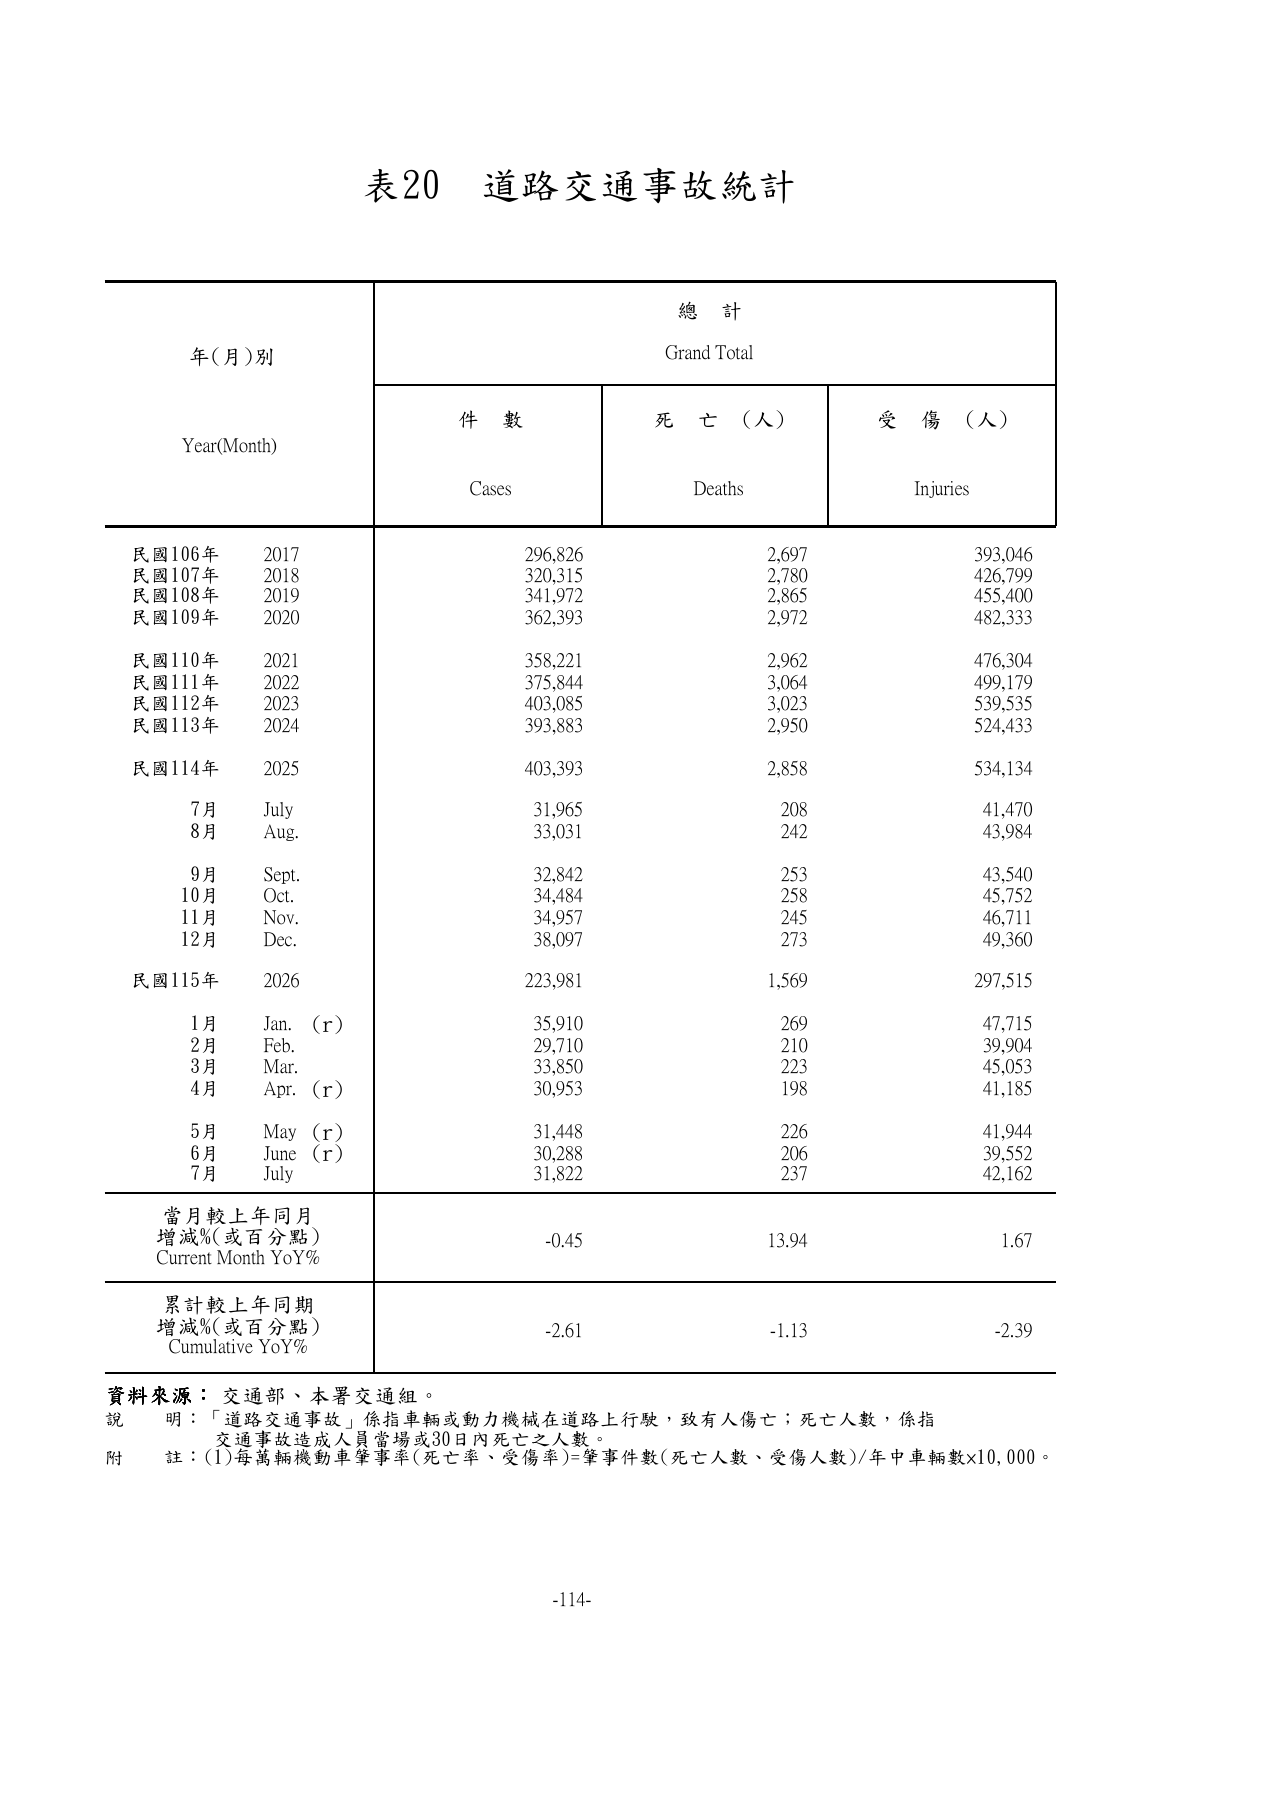 表20　道路交通事故統計
年(月)別
Year(Month)
總　計
Grand Total
件　數
Cases
死　亡　(人)
Deaths
受　傷　(人)
Injuries
民國106年 2017 296,826 2,697 393,046
民國107年 2018 320,315 2,780 426,799
民國108年 2019 341,972 2,865 455,400
民國109年 2020 362,393 2,972 482,333
民國110年 2021 358,221 2,962 476,304
民國111年 2022 375,844 3,064 499,179
民國112年 2023 403,085 3,023 539,535
民國113年 2024 393,883 2,950 524,433
民國114年 2025 403,393 2,858 534,134
7月 July 31,965 208 41,470
8月 Aug. 33,031 242 43,984
9月 Sept. 32,842 253 43,540
10月 Oct. 34,484 258 45,752
11月 Nov. 34,957 245 46,711
12月 Dec. 38,097 273 49,360
民國115年 2026 223,981 1,569 297,515
1月 Jan. (r) 35,910 269 47,715
2月 Feb. 29,710 210 39,904
3月 Mar. 33,850 223 45,053
4月 Apr. (r) 30,953 198 41,185
5月 May (r) 31,448 226 41,944
6月 June (r) 30,288 206 39,552
7月 July 31,822 237 42,162
當月較上年同月
增減%(或百分點)
Current Month YoY%
-0.45 13.94 1.67
累計較上年同期
增減%(或百分點)
Cumulative YoY%
-2.61 -1.13 -2.39
資料來源：交通部、本署交通組。
說　　明：「道路交通事故」係指車輛或動力機械在道路上行駛，致有人傷亡；死亡人數，係指
交通事故造成人員當場或30日內死亡之人數。
附　　註：(1)每萬輛機動車肇事率(死亡率、受傷率)=肇事件數(死亡人數、受傷人數)/年中車輛數×10,000。
-114-